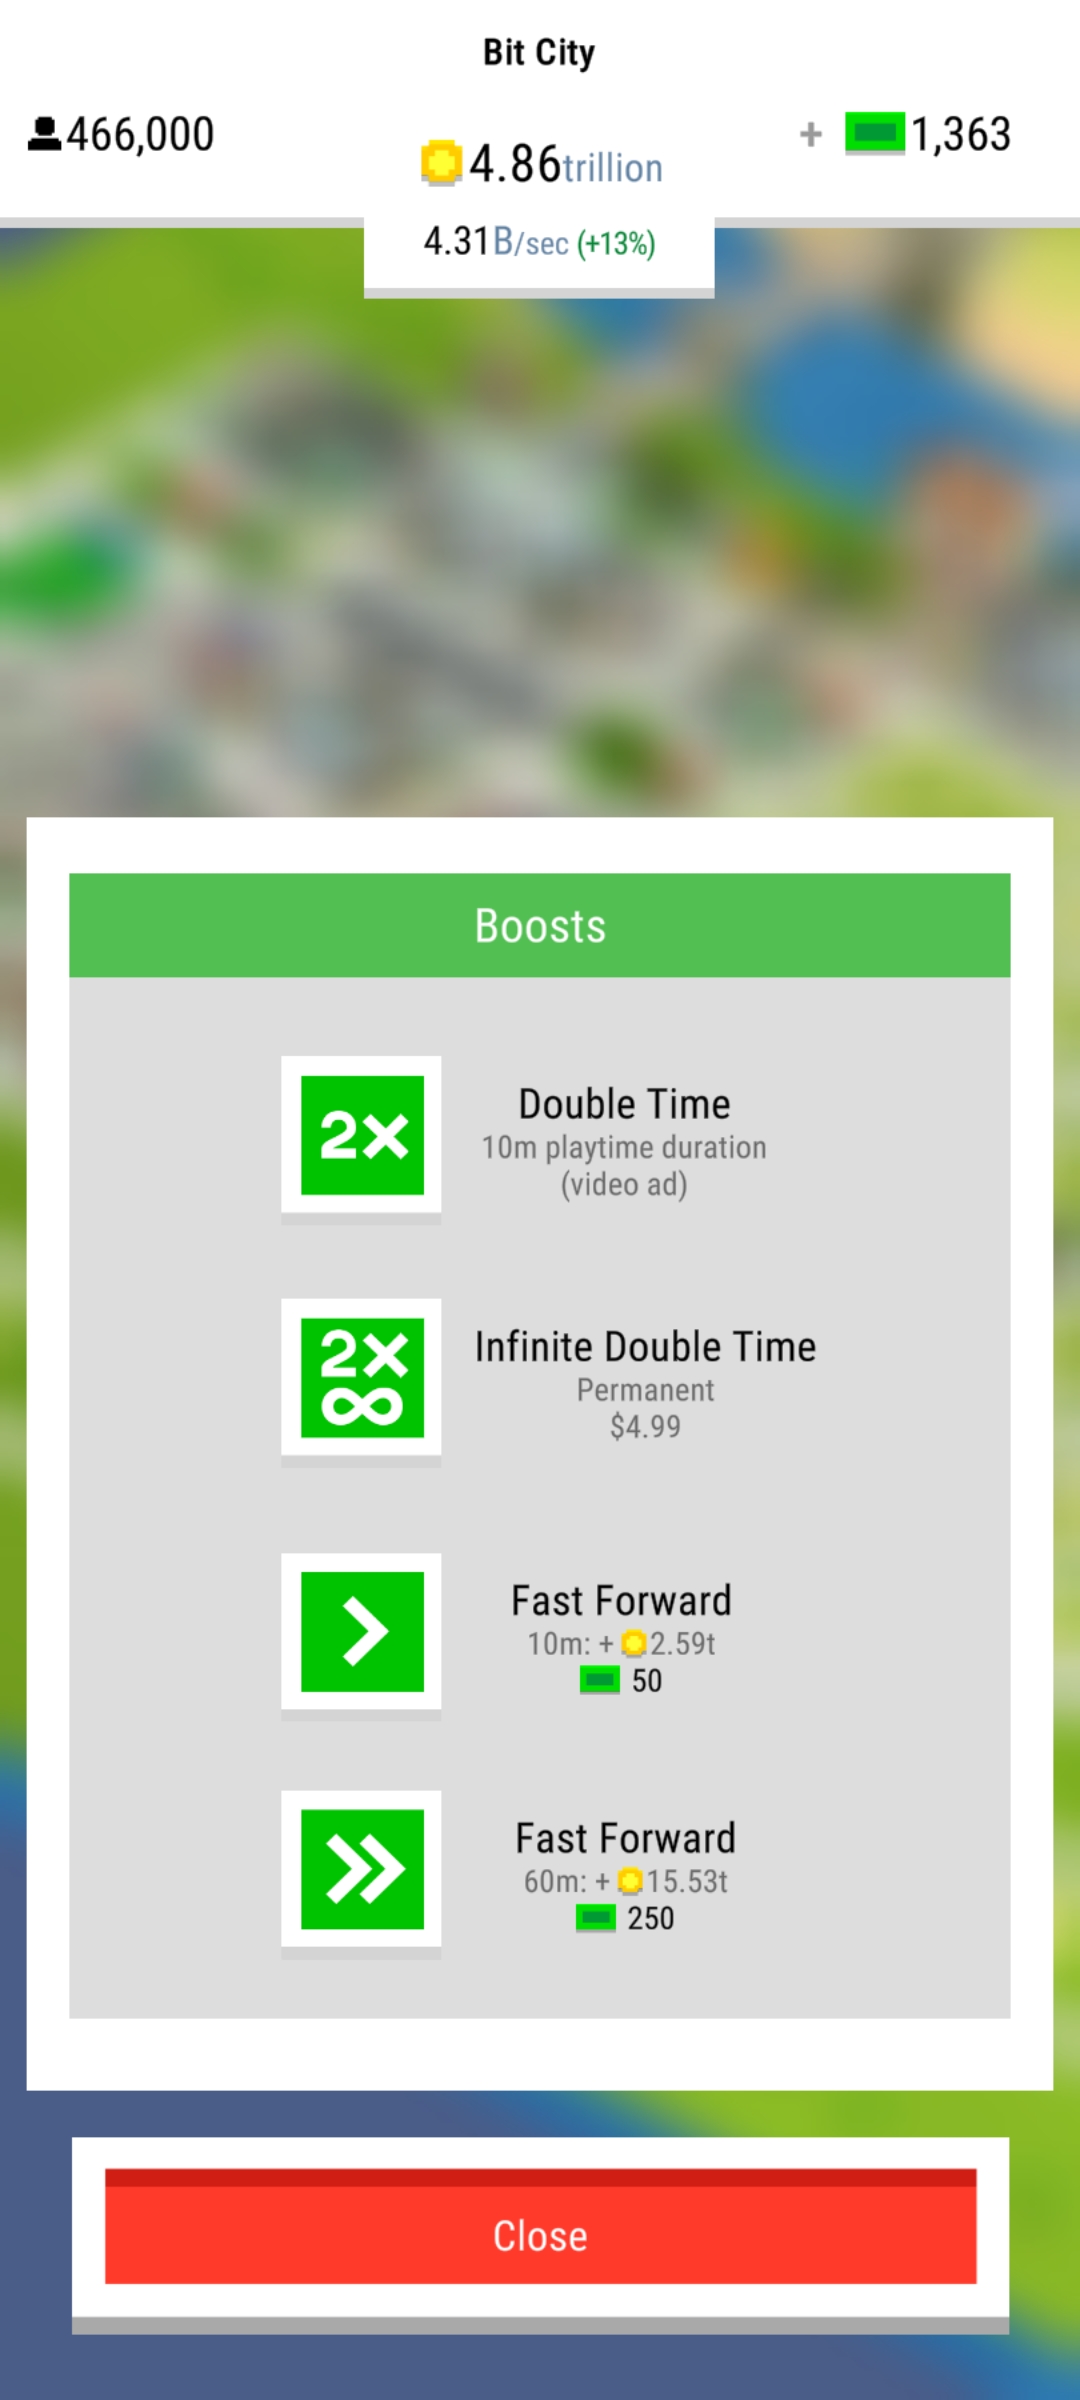 Bit City
466,000
4.86trillion
+ 1,363
4.31B/sec (+13%)
Boosts
2×
Double Time
10m playtime duration
(video ad)
2×
∞
Infinite Double Time
Permanent
$4.99
Fast Forward
10m: + 2.59t
50
Fast Forward
60m: + 15.53t
250
Close